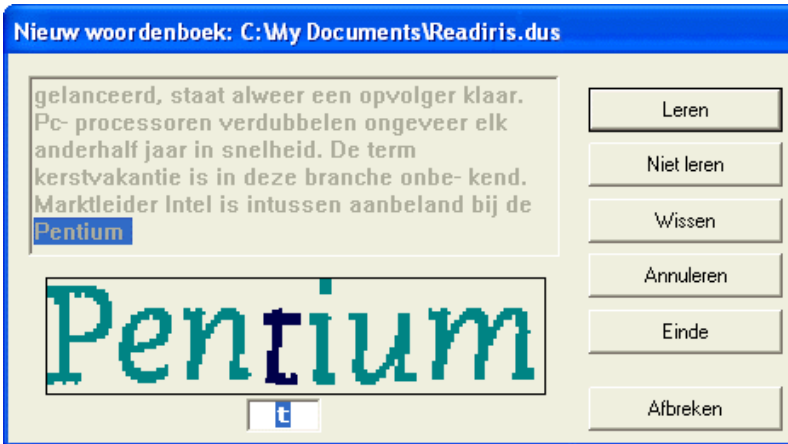 Nieuw woordenboek: C:\My Documents\Readiris.dus
gelanceerd, staat alweer een opvolger klaar.
Pc- processoren verdubbelen ongeveer elk
anderhalf jaar in snelheid. De term
kerstvakantie is in deze branche onbe- kend.
Marktleider Intel is intussen aanbeland bij de
Pentium
Pentium
t
Leren
Niet leren
Wissen
Annuleren
Einde
Afbreken